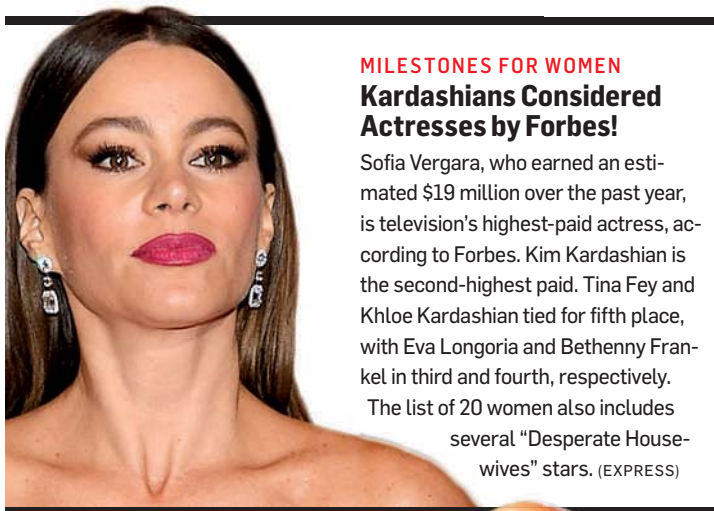 MILESTONES FOR WOMEN
Kardashians Considered
Actresses by Forbes!
Sofia Vergara, who earned an esti-
mated $19 million over the past year,
is television's highest-paid actress, ac-
cording to Forbes. Kim Kardashian is
the second-highest paid. Tina Fey and
Khloe Kardashian tied for fifth place,
with Eva Longoria and Bethenny Fran-
kel in third and fourth, respectively.
The list of 20 women also includes
several “Desperate House-
wives” stars. (EXPRESS)